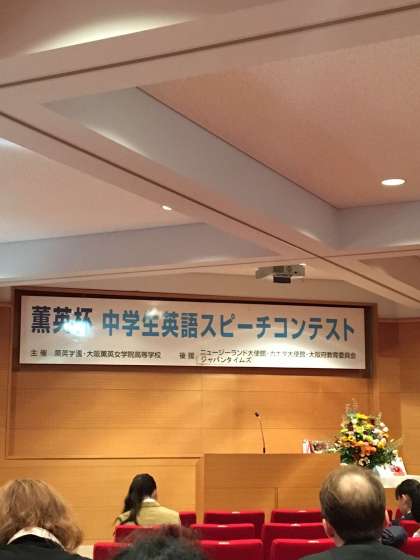 薫英杯 中学生英語スピーチコンテスト
主催 薫英学園・大阪薫英女学院高等学校 後援 ニュージーランド大使館・カナダ大使館・大阪府教育委員会
ジャパンタイムズ